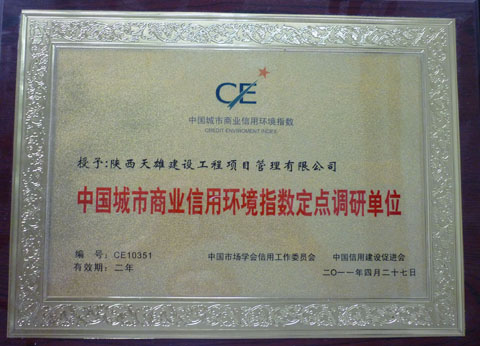 CE
中国城市商业信用环境指数
CREDIT ENVIROMENT INDEX
授予:陕西天雄建设工程项目管理有限公司
中国城市商业信用环境指数定点调研单位
编 号：CE10351 中国市场学会信用工作委员会 中国信用建设促进会
有效期：二年 二〇一一年四月二十七日